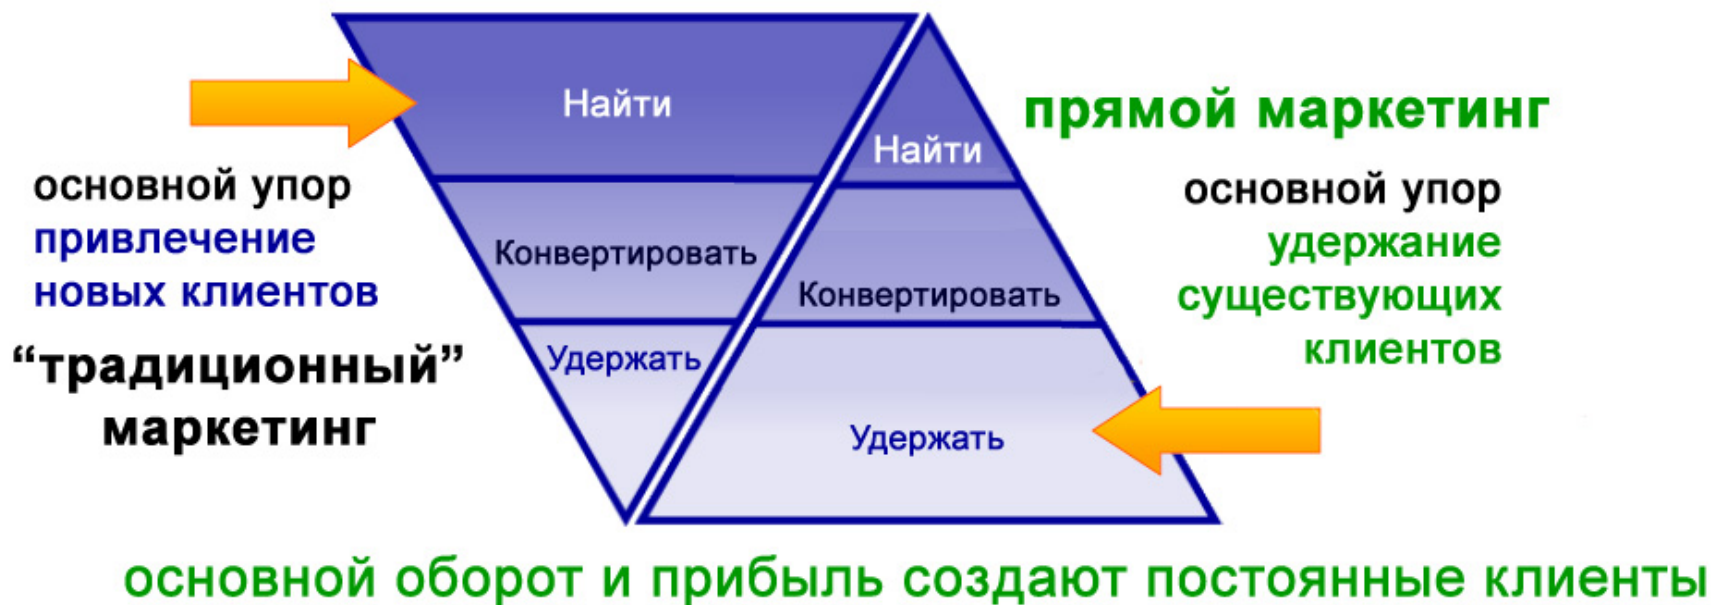 Найти
основной упор
привлечение
новых клиентов
“традиционный”
маркетинг
Конвертировать
Удержать
прямой маркетинг
Найти
основной упор
удержание
существующих
клиентов
Конвертировать
Удержать
основной оборот и прибыль создают постоянные клиенты